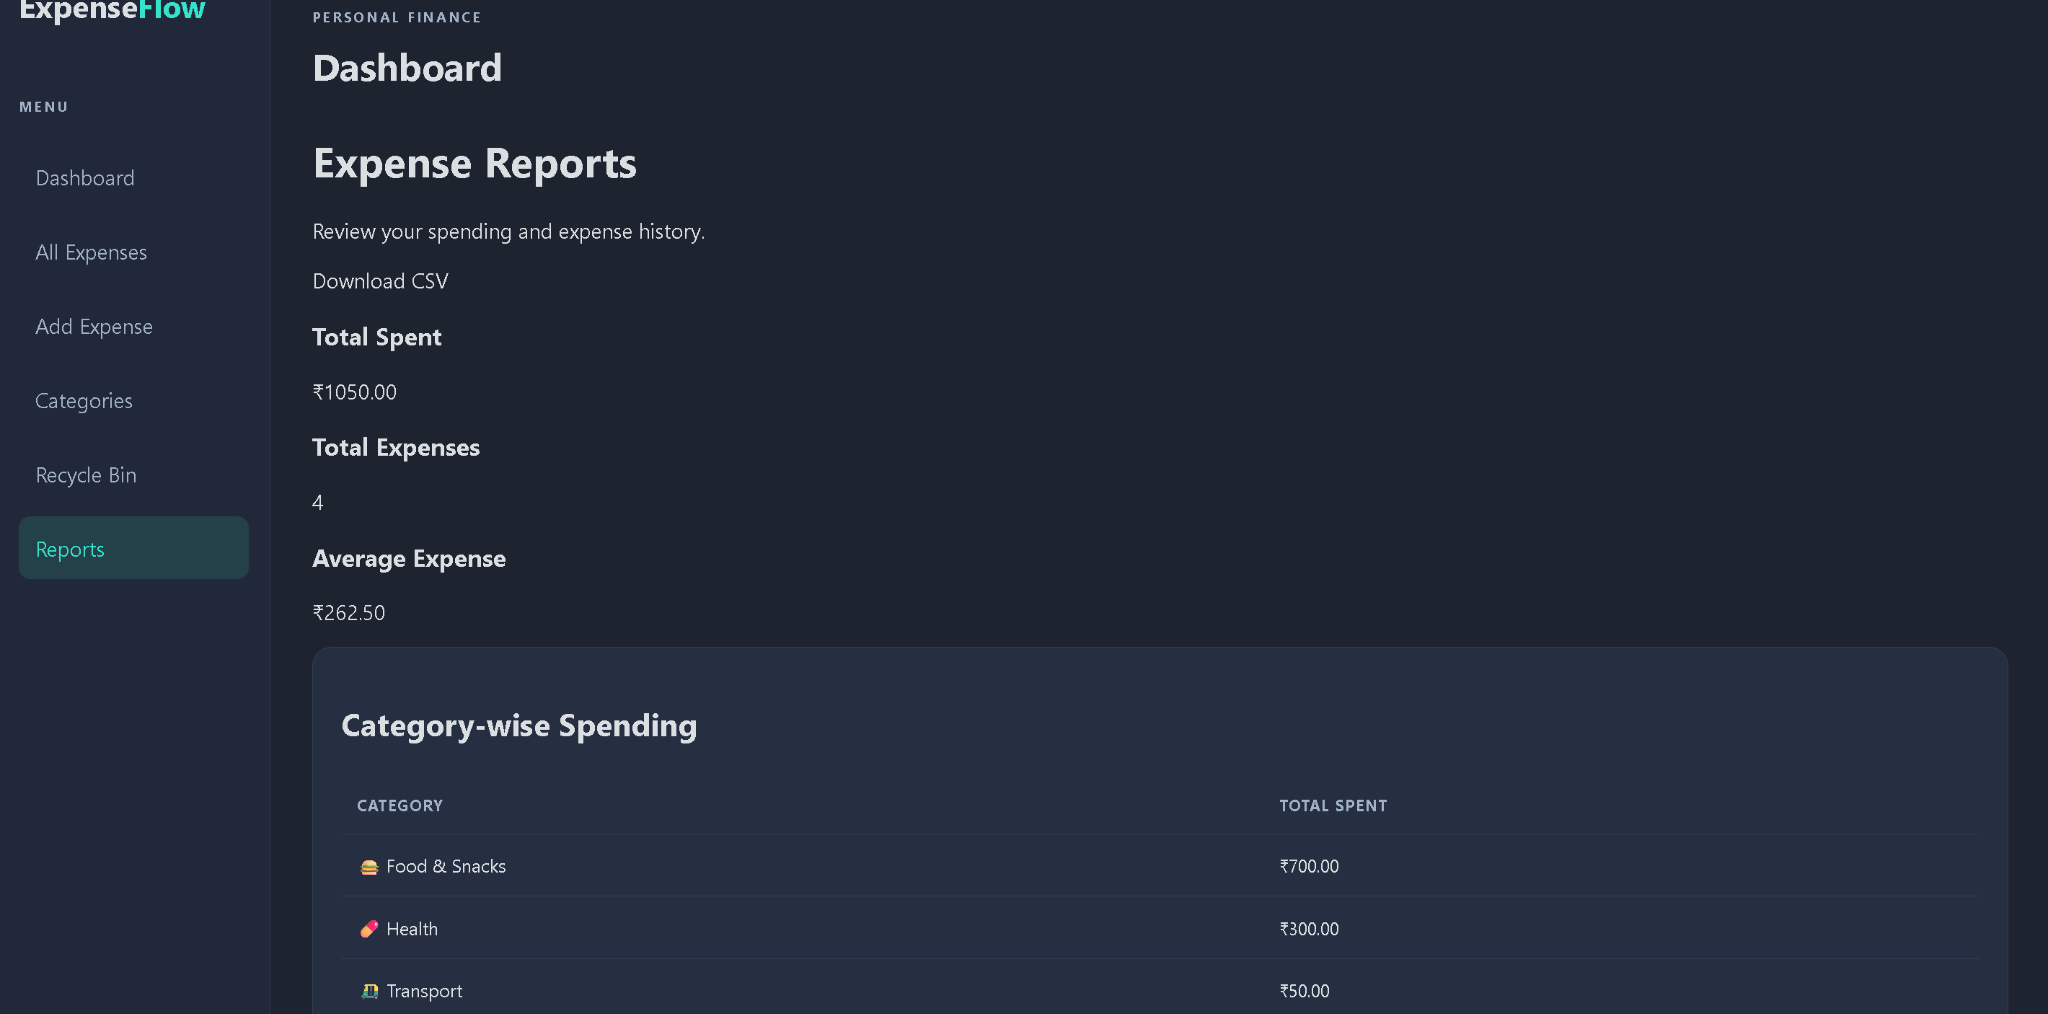 ExpenseFlow
MENU
Dashboard
All Expenses
Add Expense
Categories
Recycle Bin
Reports
PERSONAL FINANCE
Dashboard
Expense Reports
Review your spending and expense history.
Download CSV
Total Spent
₹1050.00
Total Expenses
4
Average Expense
₹262.50
Category-wise Spending
CATEGORY TOTAL SPENT
🍔 Food & Snacks ₹700.00
💊 Health ₹300.00
🛺 Transport ₹50.00